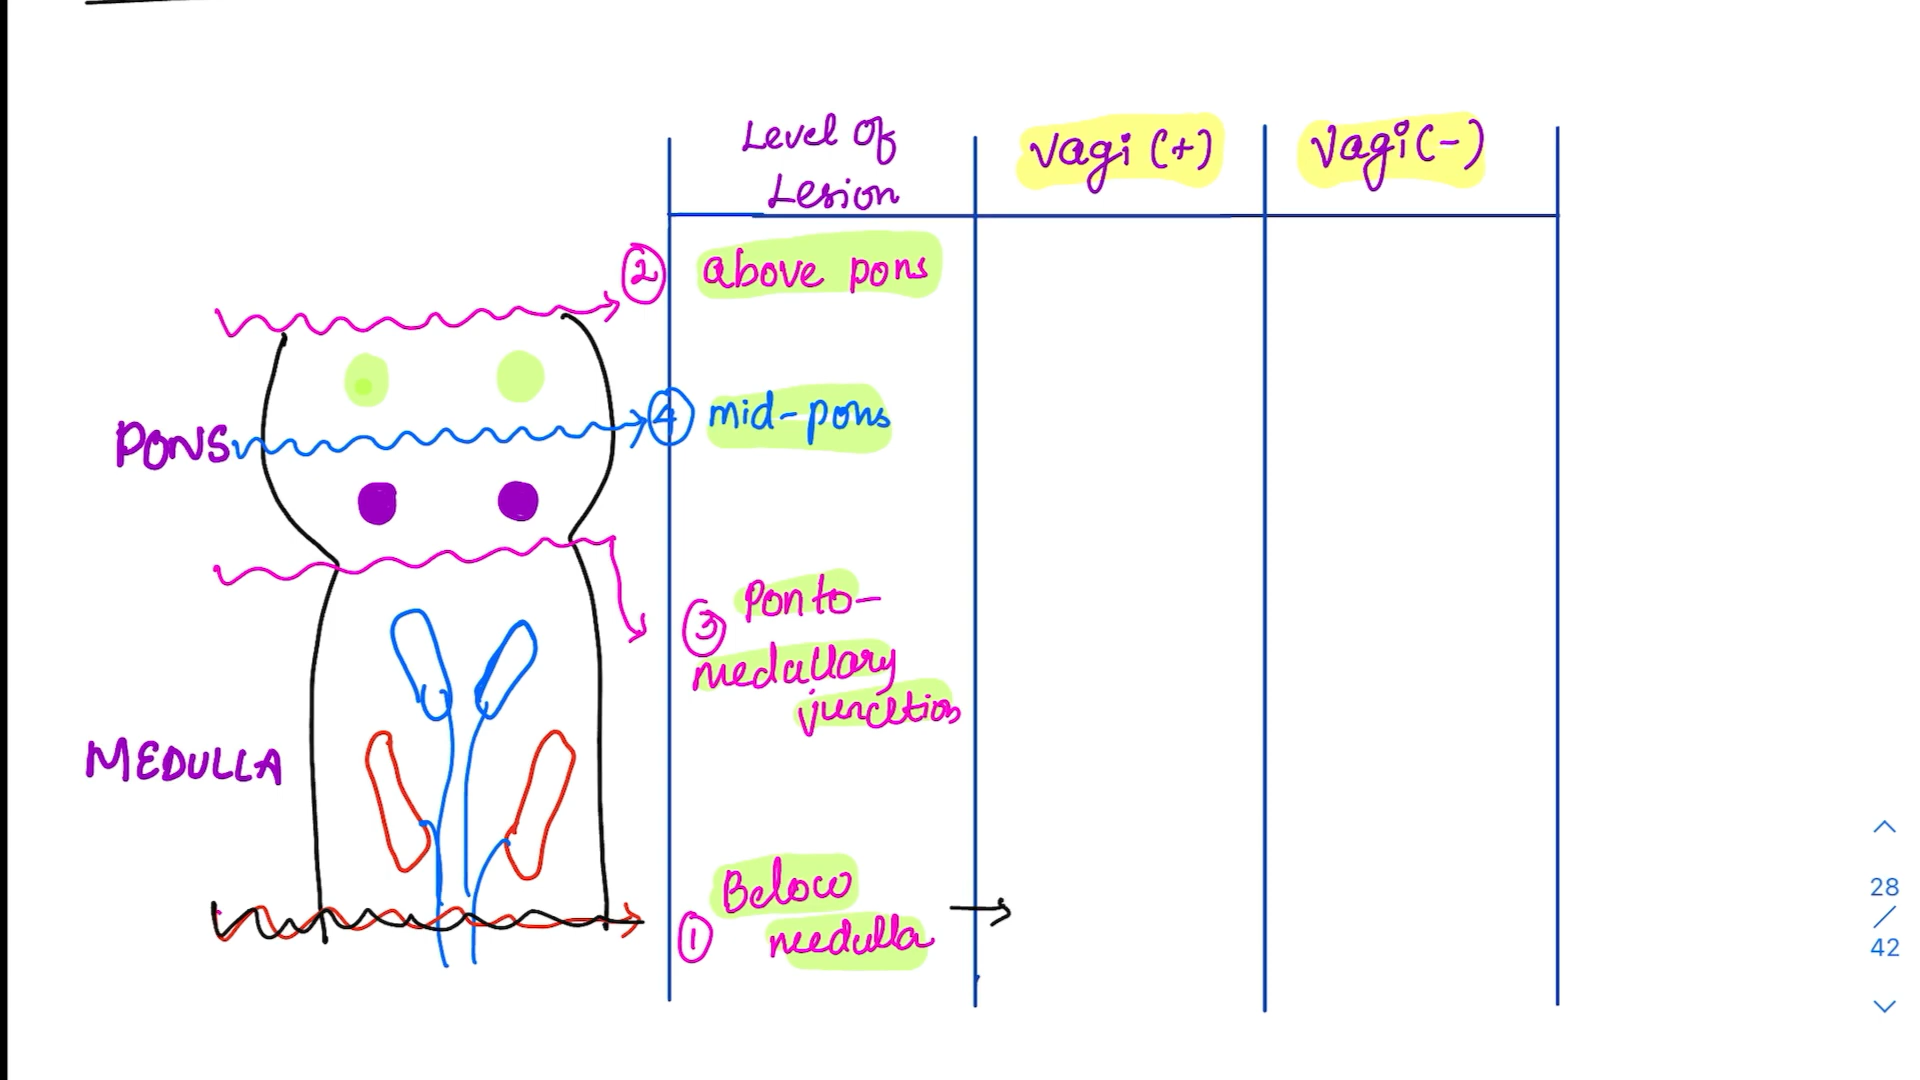 Level of
Lesion
Vagi (+)
Vagi (-)
② above pons
PONS
④ mid-pons
③ Ponto-
medullary
junction
MEDULLA
Below
① medulla
28
/
42